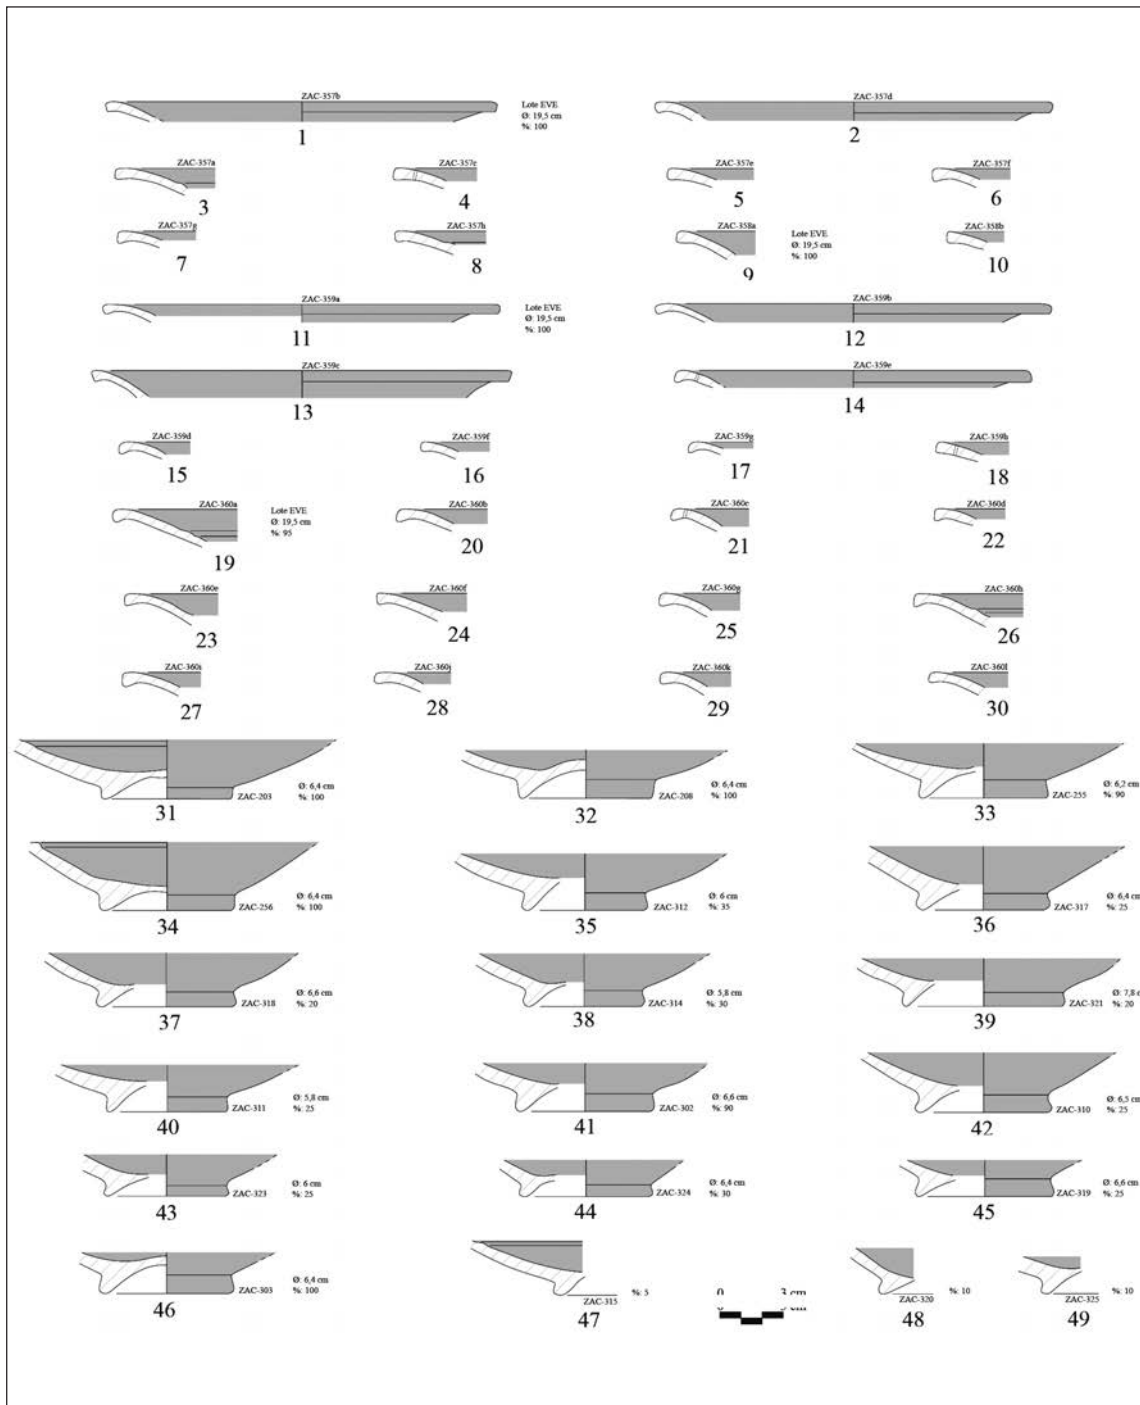 ZAC-357b
Lote EVE
Ø: 19,5 cm
%: 100
1
ZAC-357d
2
ZAC-357a
3
ZAC-357c
4
ZAC-357e
5
ZAC-357f
6
ZAC-357g
7
ZAC-357h
8
ZAC-358a
Lote EVE
Ø: 19,5 cm
%: 100
9
ZAC-358b
10
ZAC-359a
Lote EVE
Ø: 19,5 cm
%: 100
11
ZAC-359b
12
ZAC-359c
13
ZAC-359e
14
ZAC-359d
15
ZAC-359f
16
ZAC-359g
17
ZAC-359h
18
ZAC-360a
Lote EVE
Ø: 19,5 cm
%: 95
19
ZAC-360b
20
ZAC-360c
21
ZAC-360d
22
ZAC-360e
23
ZAC-360f
24
ZAC-360g
25
ZAC-360h
26
ZAC-360i
27
ZAC-360j
28
ZAC-360k
29
ZAC-360l
30
Ø: 6,4 cm
ZAC-203 %: 100
31
Ø: 6,4 cm
ZAC-208 %: 100
32
Ø: 6,2 cm
ZAC-255 %: 90
33
Ø: 6,4 cm
ZAC-256 %: 100
34
Ø: 6 cm
ZAC-312 %: 35
35
Ø: 6,4 cm
ZAC-317 %: 25
36
Ø: 6,6 cm
ZAC-318 %: 20
37
Ø: 5,8 cm
ZAC-314 %: 30
38
Ø: 7,8 c
ZAC-321 %: 20
39
Ø: 5,8 cm
ZAC-311 %: 25
40
Ø: 6,6 cm
ZAC-302 %: 90
41
Ø: 6,5 cm
ZAC-310 %: 25
42
Ø: 6 cm
ZAC-323 %: 25
43
Ø: 6,4 cm
ZAC-324 %: 30
44
Ø: 6,6 cm
ZAC-319 %: 25
45
Ø: 6,4 cm
ZAC-303 %: 100
46
%: 5
ZAC-315
47
0 3 cm
%: 10
ZAC-320
48
%: 10
ZAC-325
49